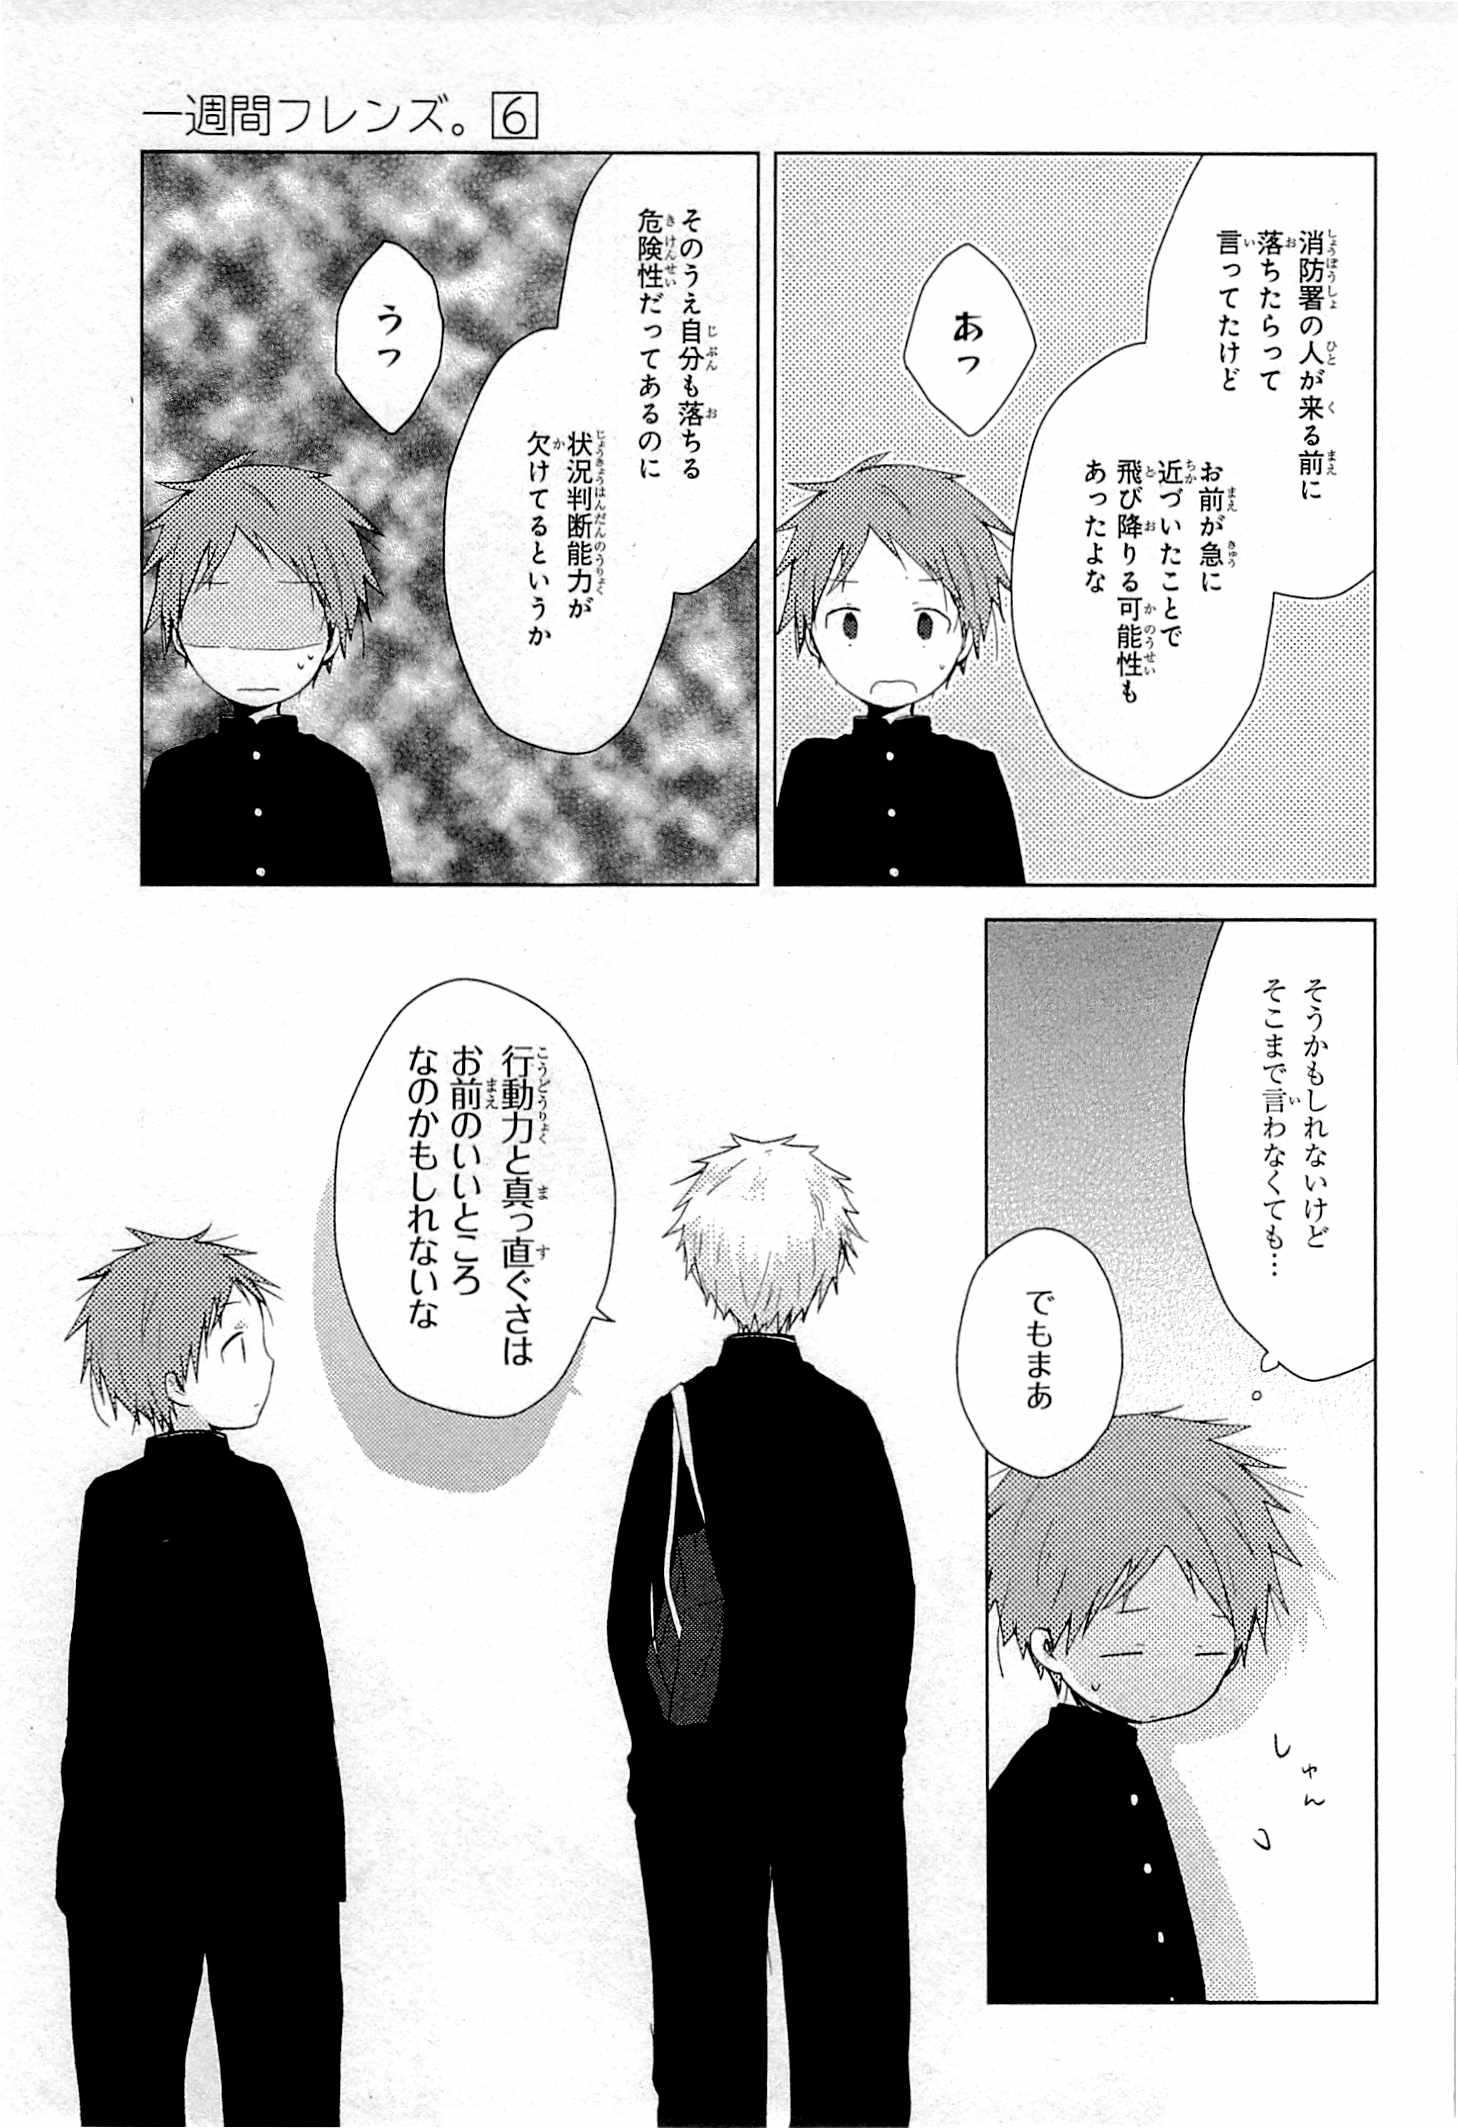 一週間フレンズ。6
消防署の人が来る前に
落ちたらって
言ってたけど
お前が急に
近づいたことで
飛び降りる可能性も
あったよな
あっ
そのうえ自分も落ちる
危険性だってあるのに
状況判断能力が
欠けてるというか
うっ
そうかもしれないけど
そこまで言わなくても…
でもまあ
しゅんっ
行動力と真っ直ぐさは
お前のいいところ
なのかもしれないな